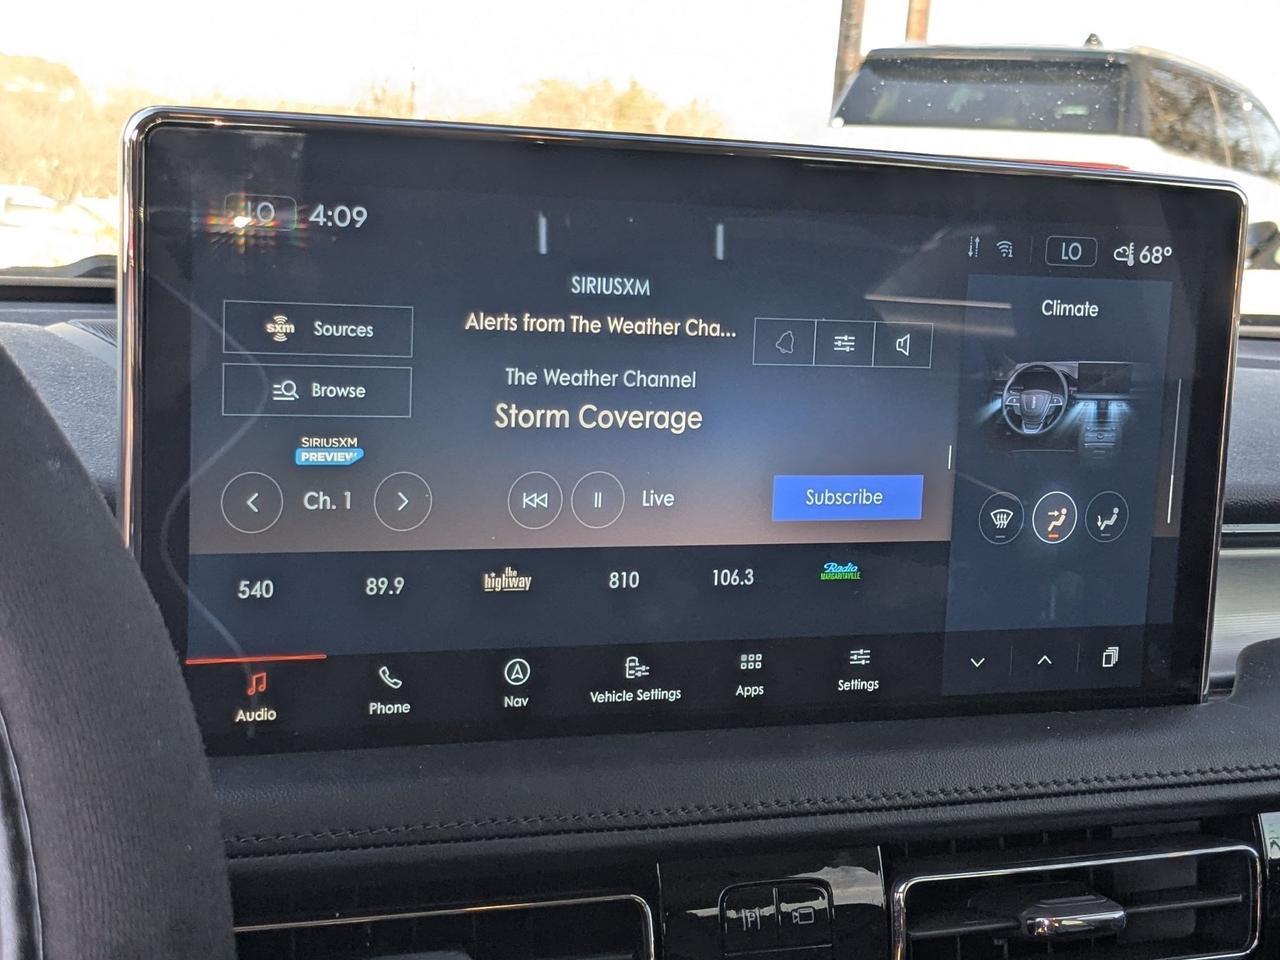 LO 4:09
LO 68°
SIRIUSXM
Climate
sxm Sources
Alerts from The Weather Cha...
Browse
The Weather Channel
Storm Coverage
SIRIUSXM
PREVIEW
Ch. 1
Live
Subscribe
540
89.9
the
highway
810
106.3
Radio
MARGARITAVILLE
Audio
Phone
Nav
Vehicle Settings
Apps
Settings
P